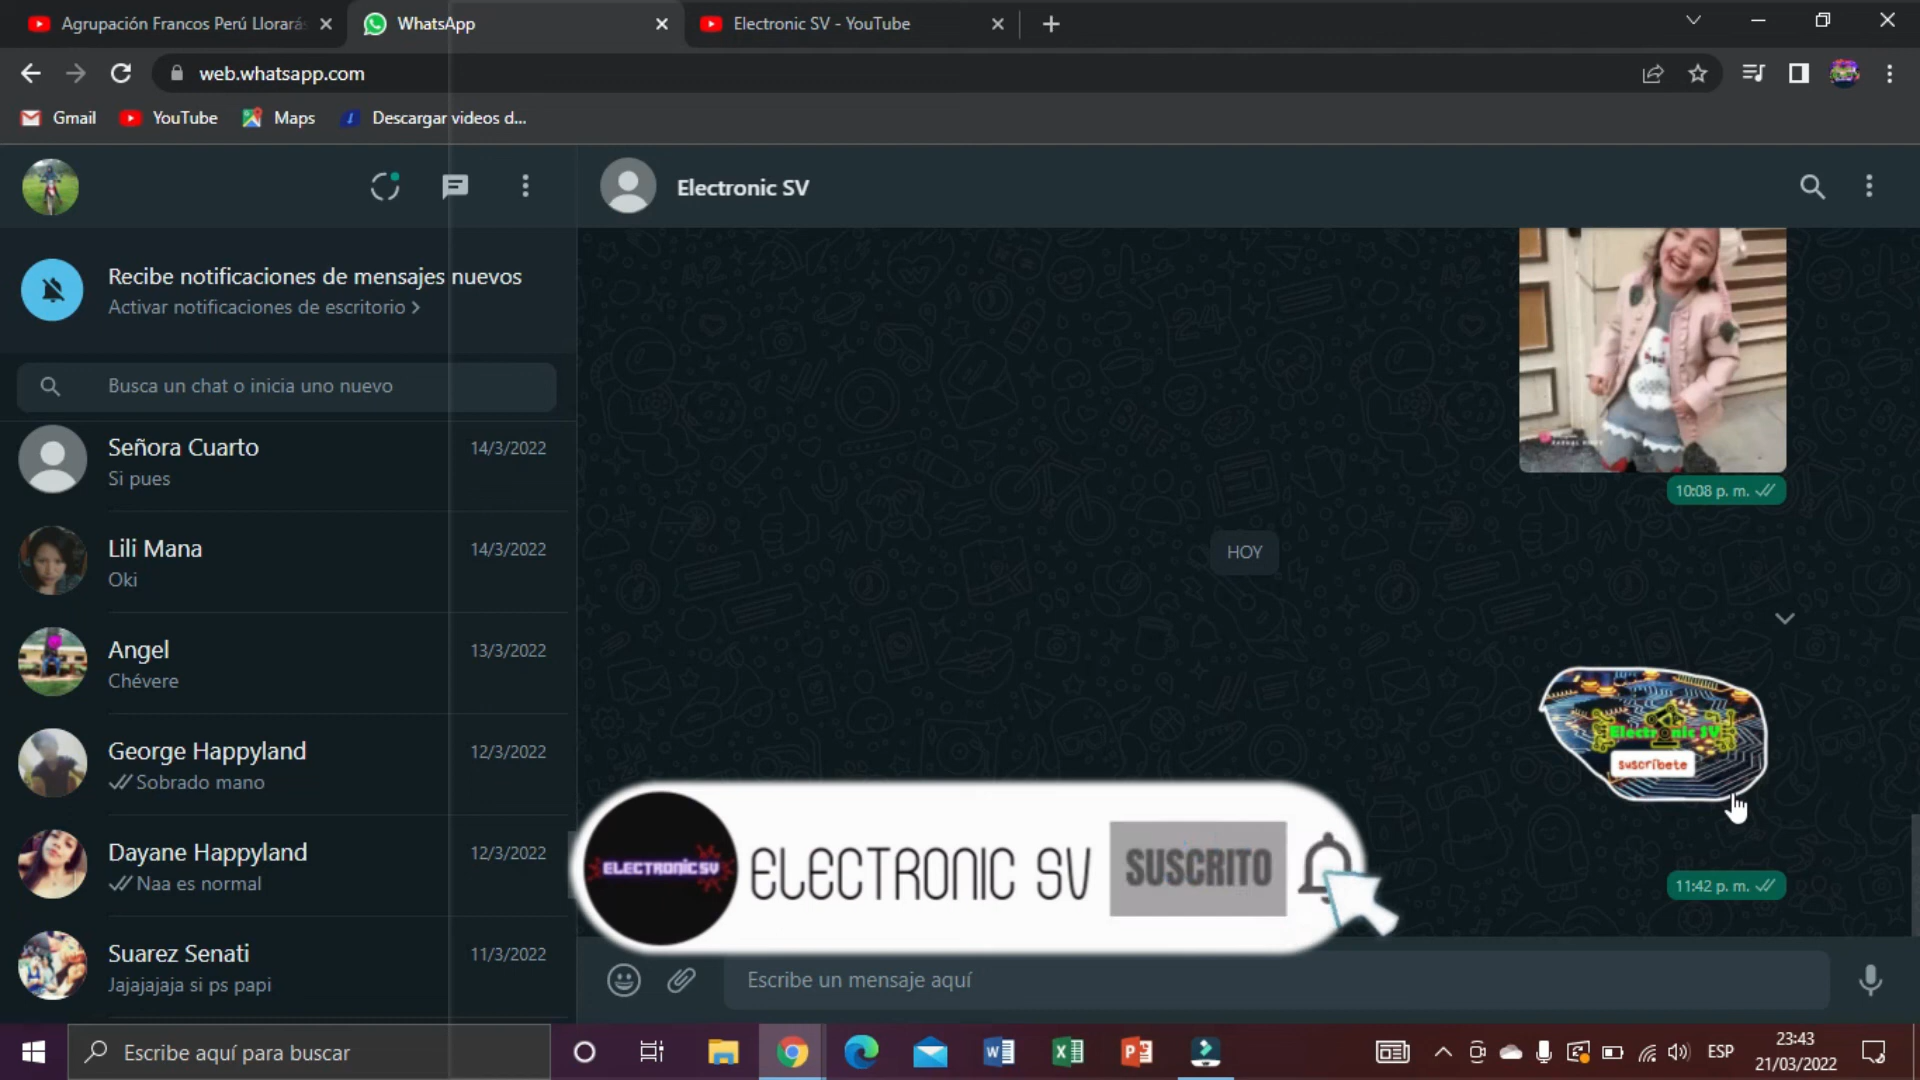 Agrupación Francos Perú Llorarás
WhatsApp
Electronic SV - YouTube
web.whatsapp.com
Gmail
YouTube
Maps
Descargar videos d...
Electronic SV
Recibe notificaciones de mensajes nuevos
Activar notificaciones de escritorio >
Busca un chat o inicia uno nuevo
Señora Cuarto
14/3/2022
Si pues
Lili Mana
14/3/2022
Oki
Angel
13/3/2022
Chévere
George Happyland
12/3/2022
Sobrado mano
Dayane Happyland
12/3/2022
Naa es normal
Suarez Senati
11/3/2022
Jajajajaja si ps papi
10:08 p. m.
HOY
Electronic SV
suscríbete
11:42 p. m.
ELECTRONIC SV
ELECTRONIC SV
SUSCRITO
Escribe un mensaje aquí
Escribe aquí para buscar
ESP
23:43
21/03/2022